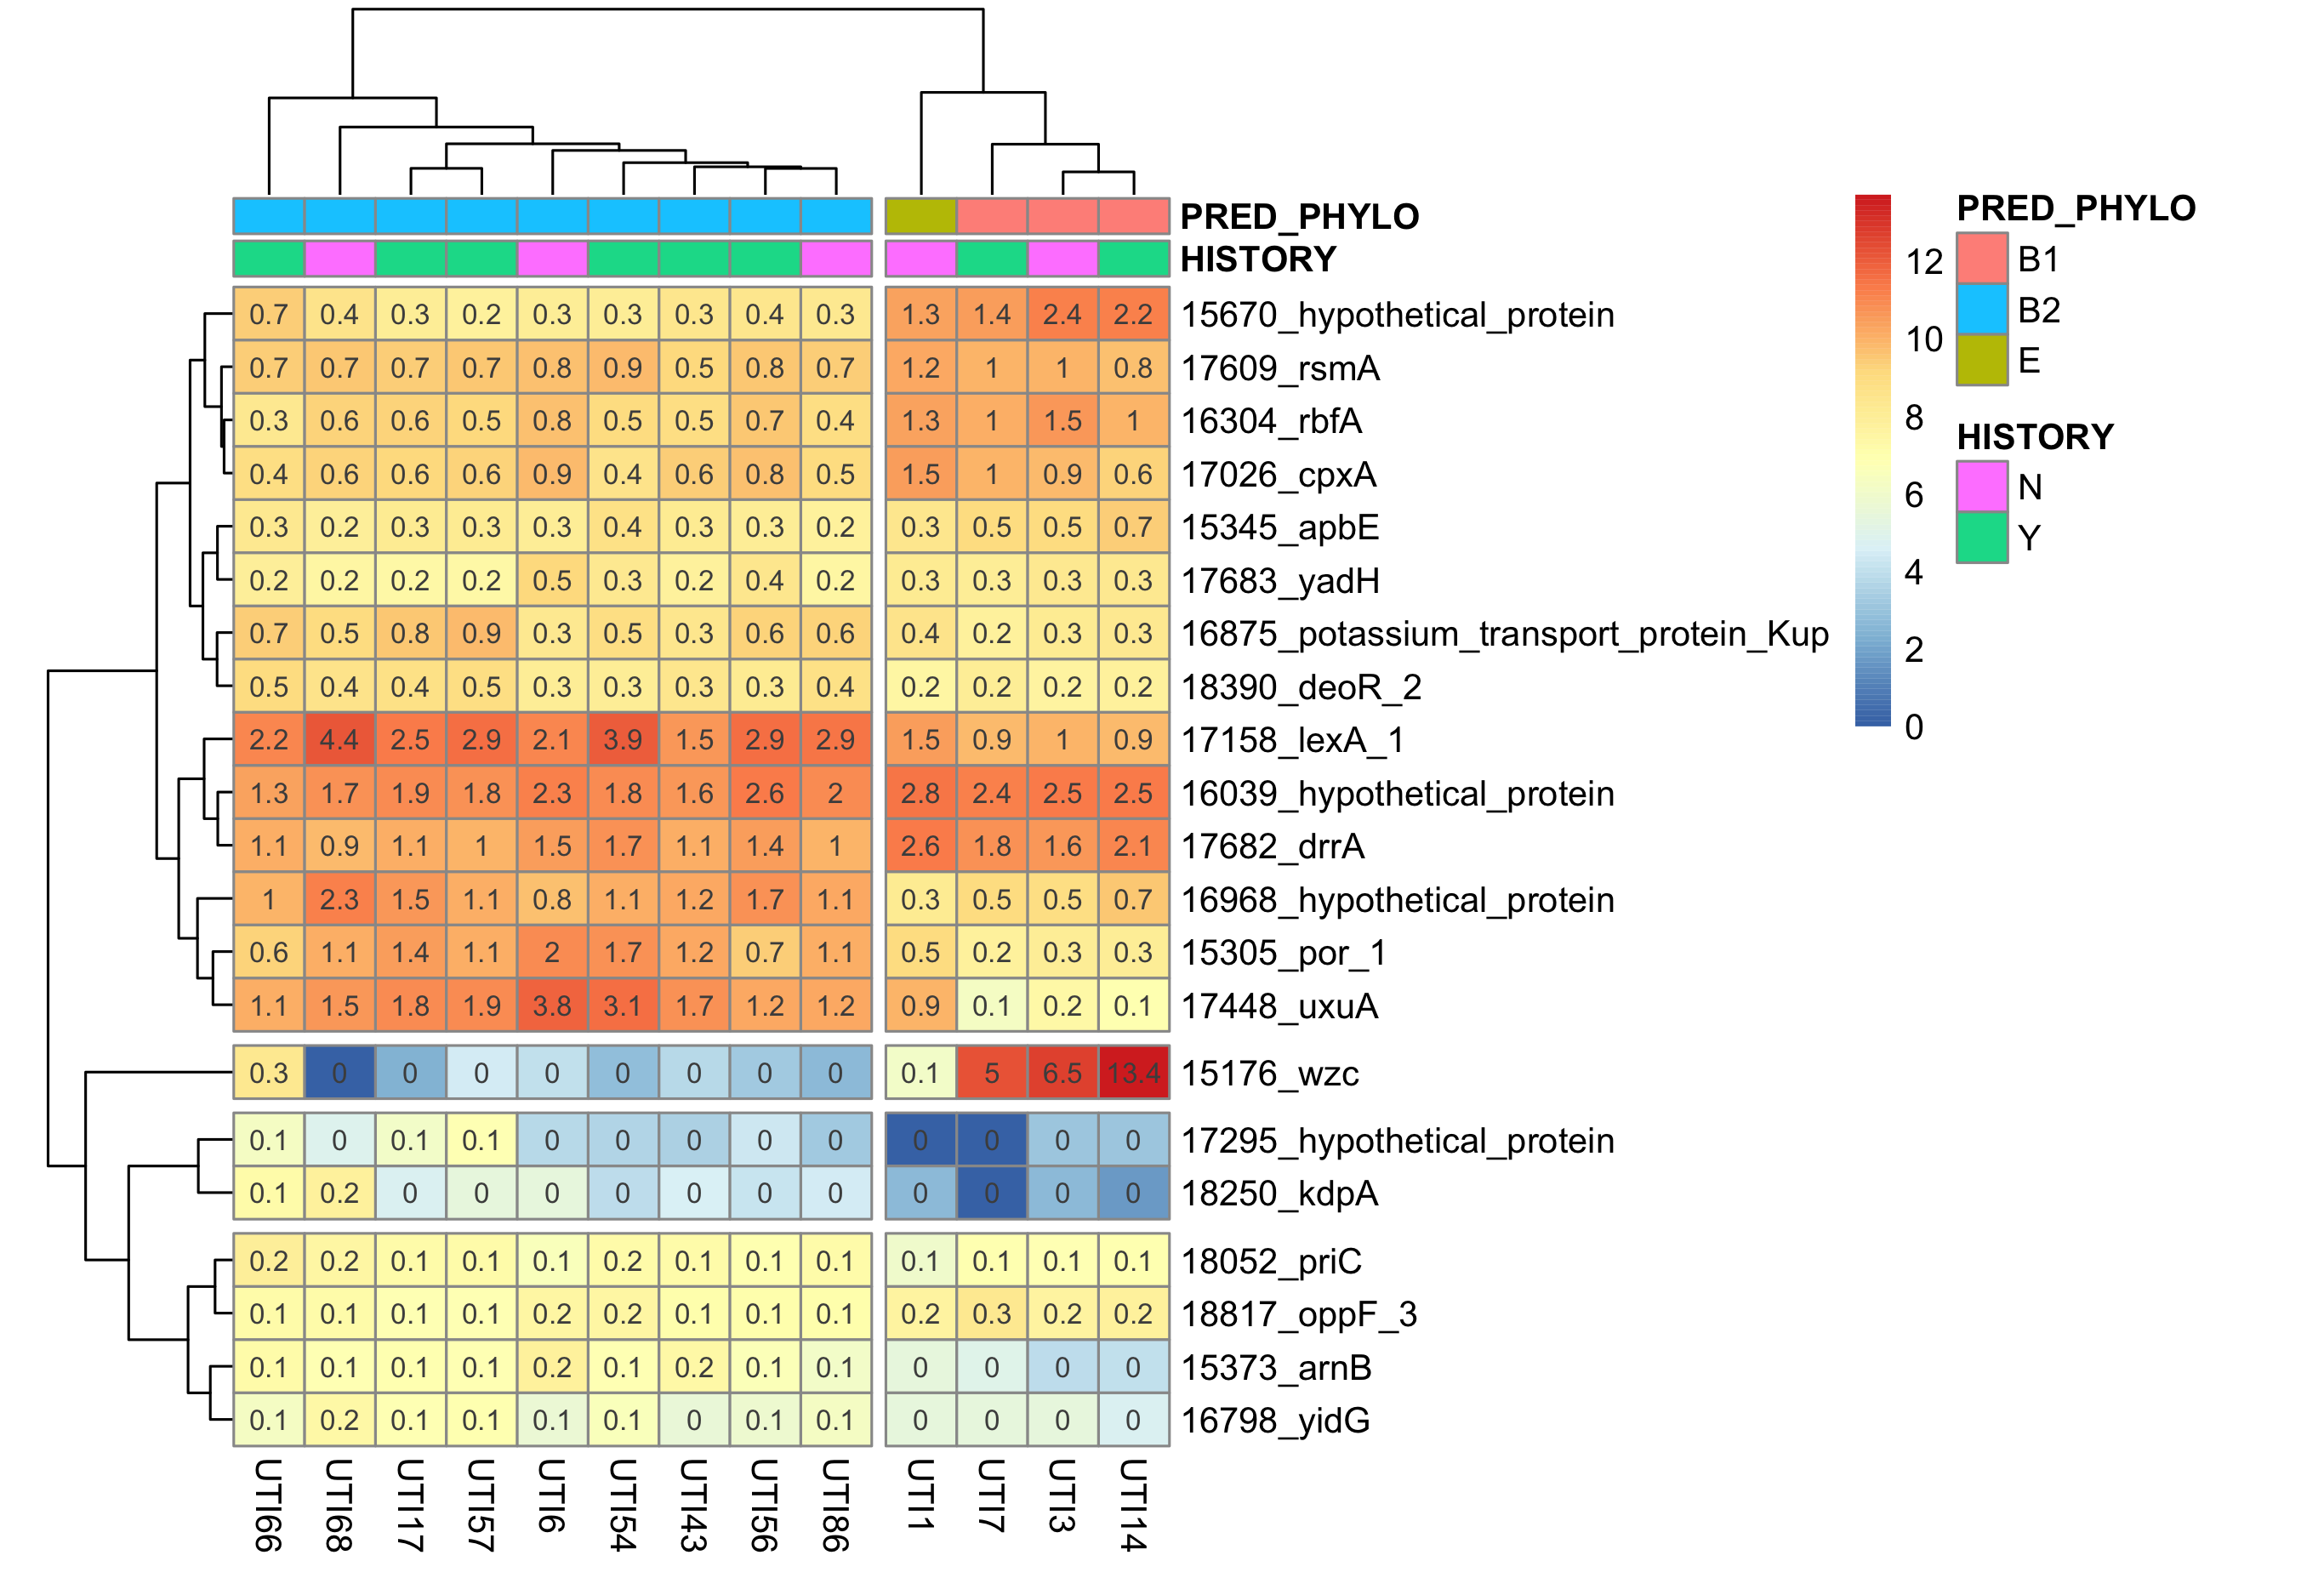 PRED_PHYLO
HISTORY
0.7 0.4 0.3 0.2 0.3 0.3 0.3 0.4 0.3 1.3 1.4 2.4 2.2 15670_hypothetical_protein
0.7 0.7 0.7 0.7 0.8 0.9 0.5 0.8 0.7 1.2 1 1 0.8 17609_rsmA
0.3 0.6 0.6 0.5 0.8 0.5 0.5 0.7 0.4 1.3 1 1.5 1 16304_rbfA
0.4 0.6 0.6 0.6 0.9 0.4 0.6 0.8 0.5 1.5 1 0.9 0.6 17026_cpxA
0.3 0.2 0.3 0.3 0.3 0.4 0.3 0.3 0.2 0.3 0.5 0.5 0.7 15345_apbE
0.2 0.2 0.2 0.2 0.5 0.3 0.2 0.4 0.2 0.3 0.3 0.3 0.3 17683_yadH
0.7 0.5 0.8 0.9 0.3 0.5 0.3 0.6 0.6 0.4 0.2 0.3 0.3 16875_potassium_transport_protein_Kup
0.5 0.4 0.4 0.5 0.3 0.3 0.3 0.3 0.4 0.2 0.2 0.2 0.2 18390_deoR_2
2.2 4.4 2.5 2.9 2.1 3.9 1.5 2.9 2.9 1.5 0.9 1 0.9 17158_lexA_1
1.3 1.7 1.9 1.8 2.3 1.8 1.6 2.6 2 2.8 2.4 2.5 2.5 16039_hypothetical_protein
1.1 0.9 1.1 1 1.5 1.7 1.1 1.4 1 2.6 1.8 1.6 2.1 17682_drrA
1 2.3 1.5 1.1 0.8 1.1 1.2 1.7 1.1 0.3 0.5 0.5 0.7 16968_hypothetical_protein
0.6 1.1 1.4 1.1 2 1.7 1.2 0.7 1.1 0.5 0.2 0.3 0.3 15305_por_1
1.1 1.5 1.8 1.9 3.8 3.1 1.7 1.2 1.2 0.9 0.1 0.2 0.1 17448_uxuA
0.3 0 0 0 0 0 0 0 0 0.1 5 6.5 13.4 15176_wzc
0.1 0 0.1 0.1 0 0 0 0 0 0 0 0 0 17295_hypothetical_protein
0.1 0.2 0 0 0 0 0 0 0 0 0 0 0 18250_kdpA
0.2 0.2 0.1 0.1 0.1 0.2 0.1 0.1 0.1 0.1 0.1 0.1 0.1 18052_priC
0.1 0.1 0.1 0.1 0.2 0.2 0.1 0.1 0.1 0.2 0.3 0.2 0.2 18817_oppF_3
0.1 0.1 0.1 0.1 0.2 0.1 0.2 0.1 0.1 0 0 0 0 15373_arnB
0.1 0.2 0.1 0.1 0.1 0.1 0 0.1 0.1 0 0 0 0 16798_yidG
UTI66 UTI68 UTI17 UTI57 UTI6 UTI54 UTI43 UTI56 UTI86 UTI1 UTI7 UTI3 UTI14
12
10
8
6
4
2
0
PRED_PHYLO
B1
B2
E
HISTORY
N
Y